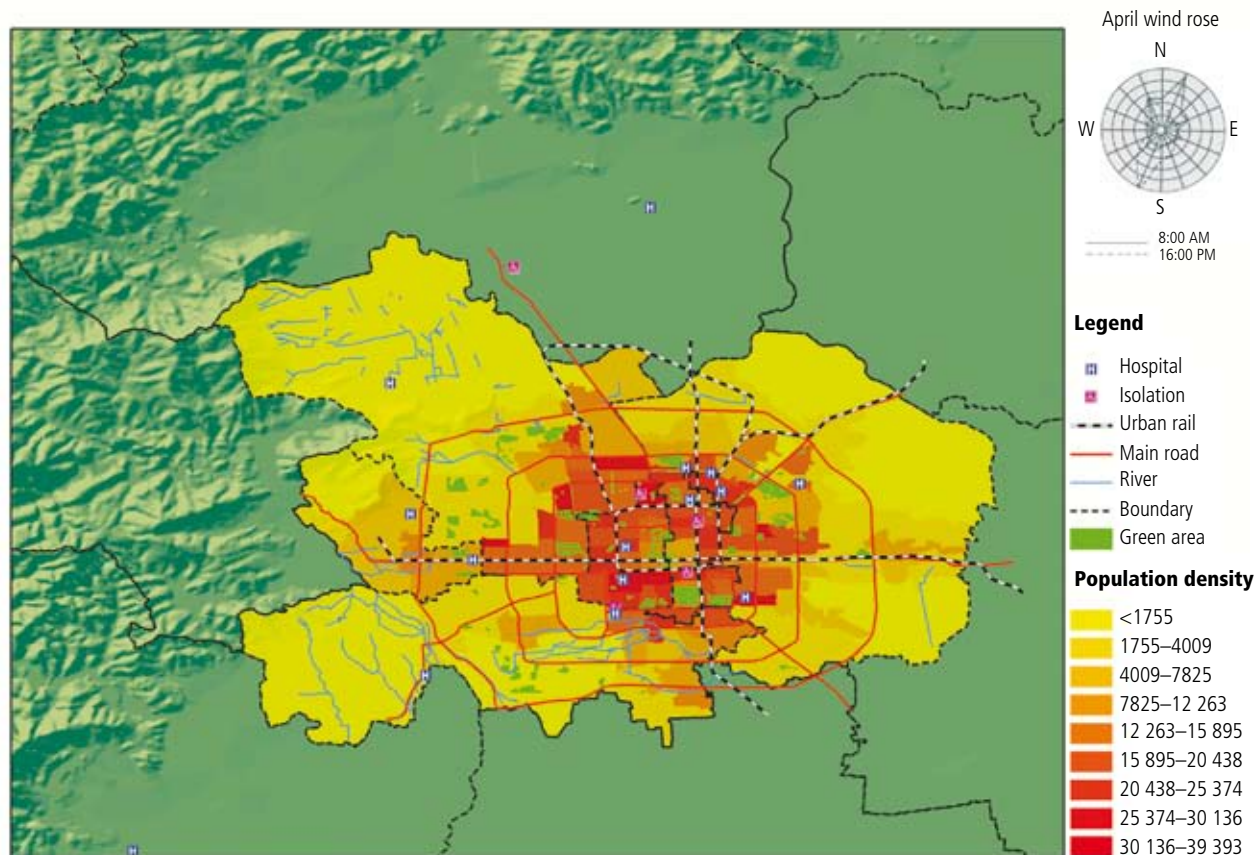 April wind rose
N
W E
S
8:00 AM
16:00 PM
Legend
H Hospital
Isolation
Urban rail
Main road
River
Boundary
Green area
Population density
<1755
1755–4009
4009–7825
7825–12 263
12 263–15 895
15 895–20 438
20 438–25 374
25 374–30 136
30 136–39 393